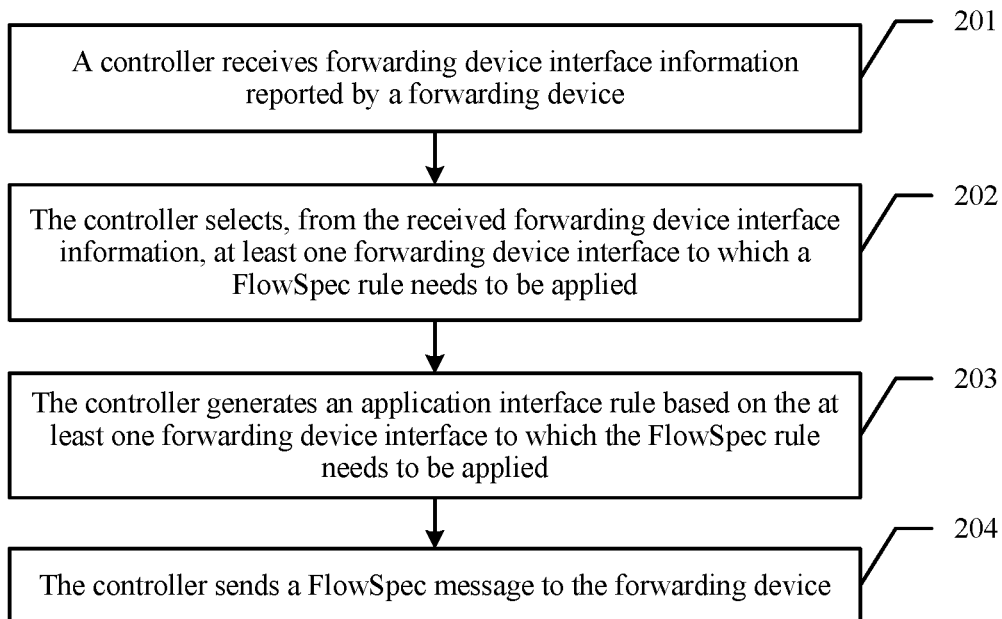 201
A controller receives forwarding device interface information
reported by a forwarding device
202
The controller selects, from the received forwarding device interface
information, at least one forwarding device interface to which a
FlowSpec rule needs to be applied
203
The controller generates an application interface rule based on the at
least one forwarding device interface to which the FlowSpec rule
needs to be applied
204
The controller sends a FlowSpec message to the forwarding device